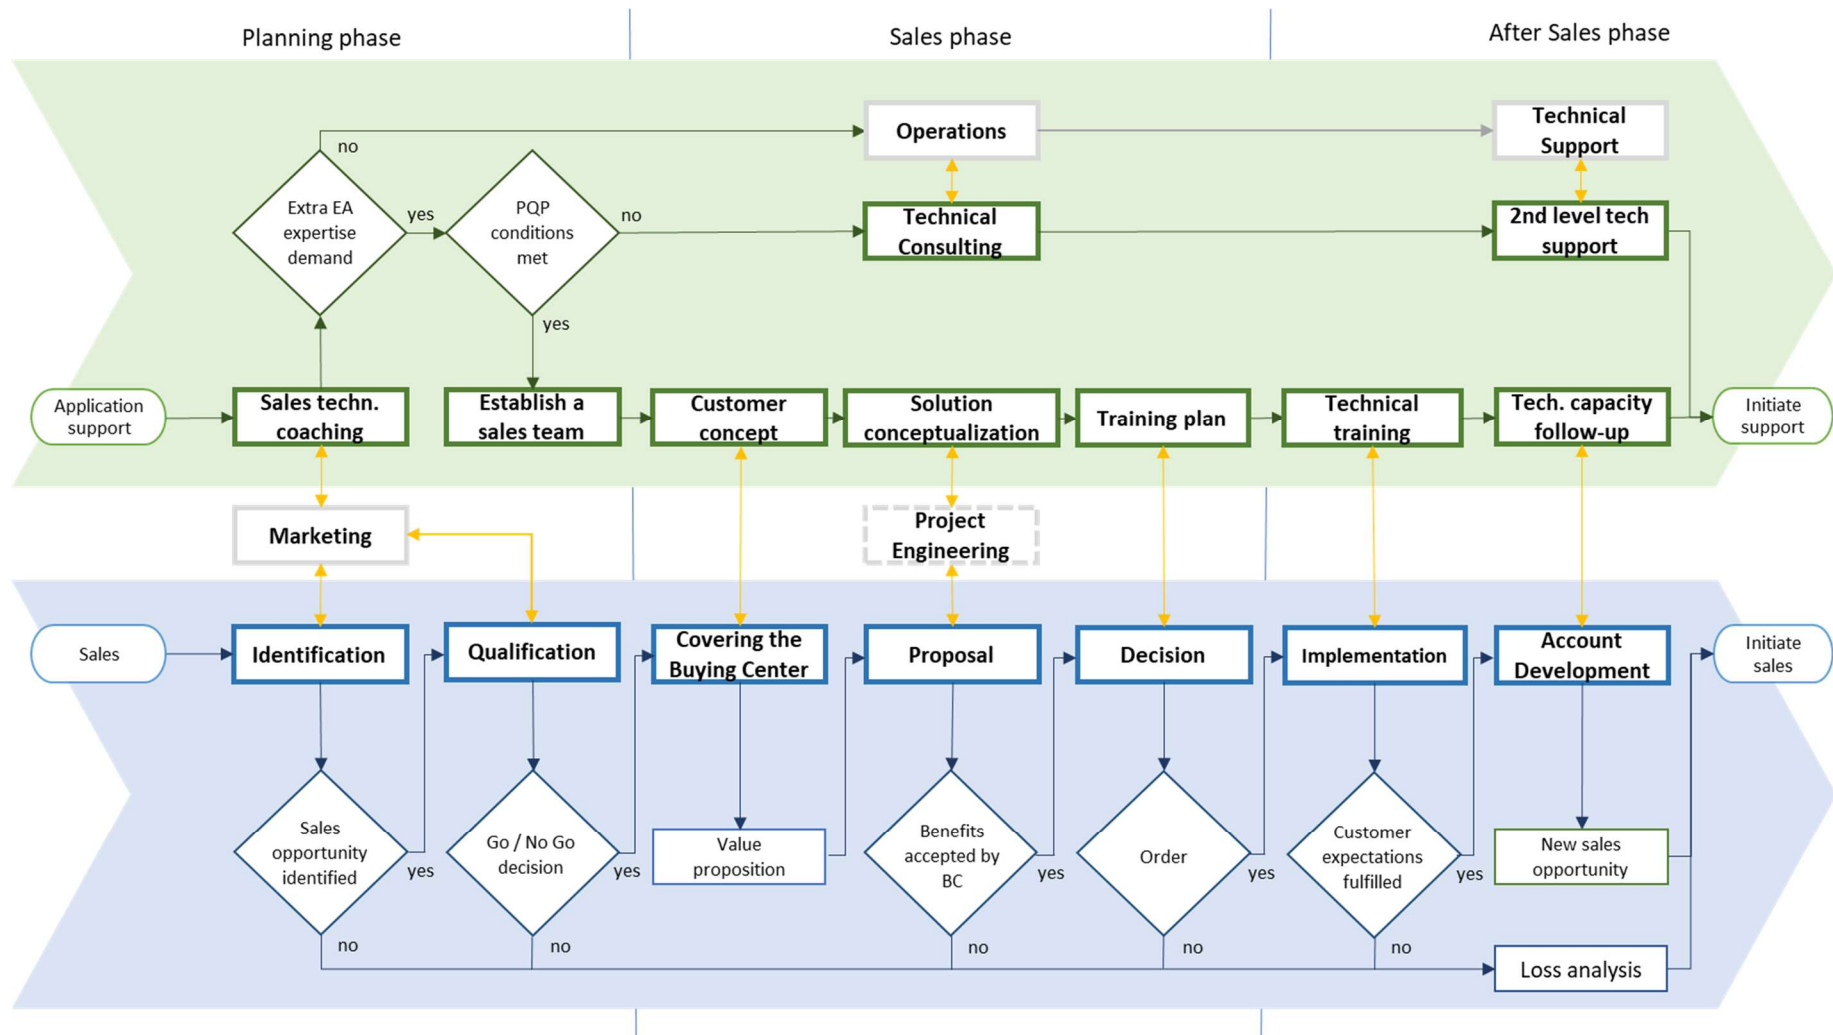 Planning phase
Sales phase
After Sales phase
no
Operations
Technical
Support
Extra EA
expertise
demand
yes
PQP
conditions
met
no
Technical
Consulting
2nd level tech
support
yes
Application
support
Sales techn.
coaching
Establish a
sales team
Customer
concept
Solution
conceptualization
Training plan
Technical
training
Tech. capacity
follow-up
Initiate
support
Marketing
Project
Engineering
Sales
Identification
Qualification
Covering the
Buying Center
Proposal
Decision
Implementation
Account
Development
Initiate
sales
Sales
opportunity
identified
yes
Go / No Go
decision
yes
Value
proposition
Benefits
accepted by
BC
yes
Order
yes
Customer
expectations
fulfilled
yes
New sales
opportunity
no
no
no
no
no
Loss analysis